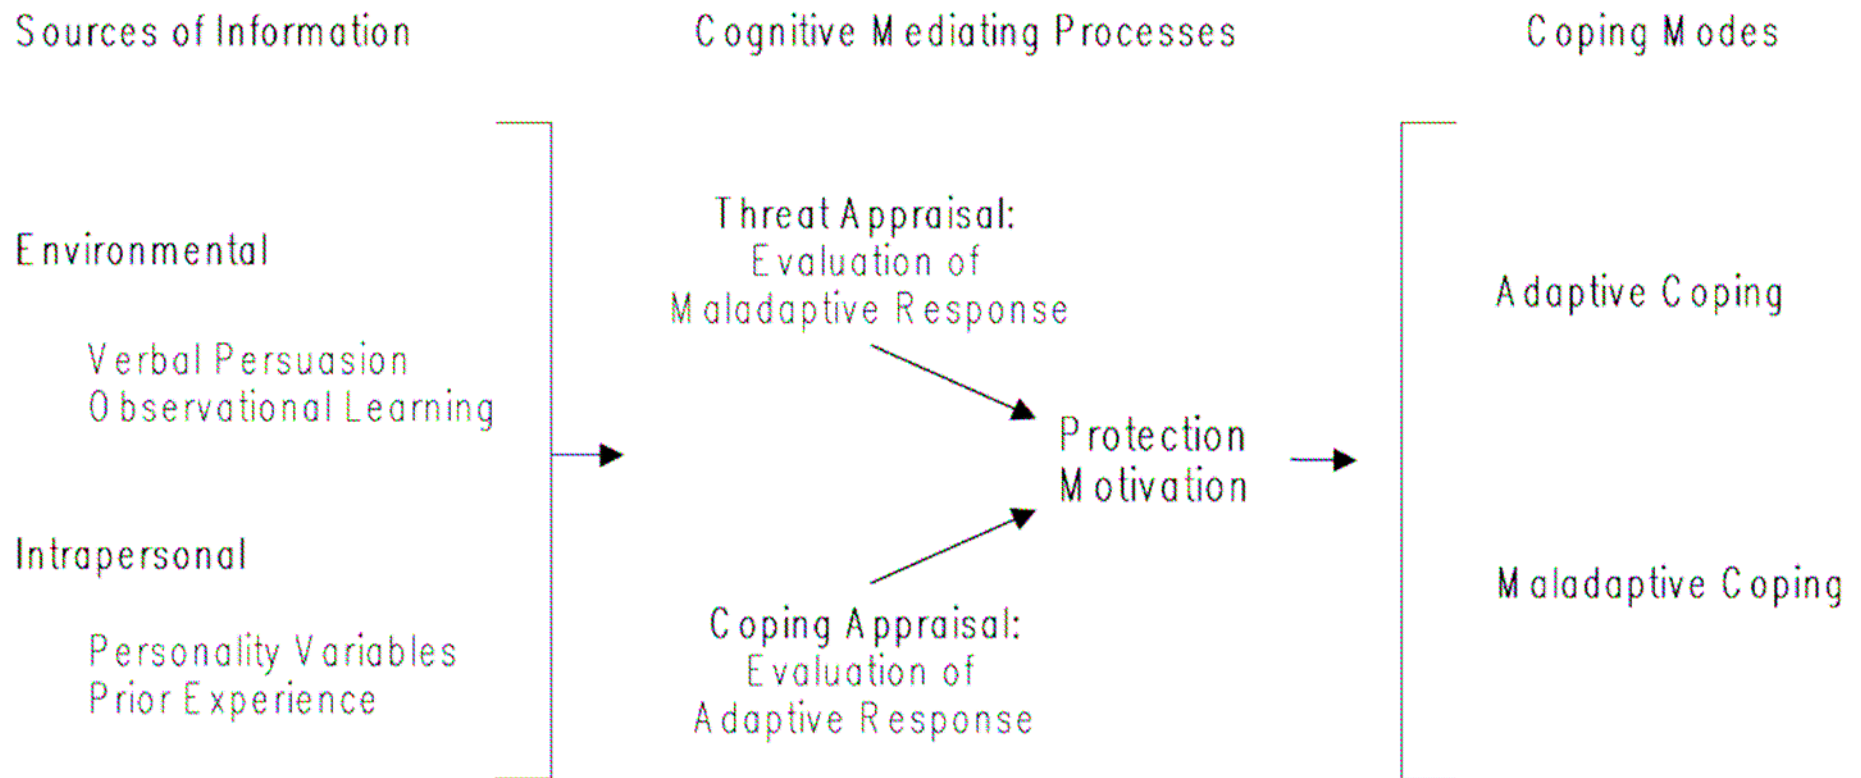 Sources of Information
Cognitive Mediating Processes
Coping Modes
Environmental
Verbal Persuasion
Observational Learning
Intrapersonal
Personality Variables
Prior Experience
Threat Appraisal:
Evaluation of
Maladaptive Response
Protection
Motivation
Coping Appraisal:
Evaluation of
Adaptive Response
Adaptive Coping
Maladaptive Coping